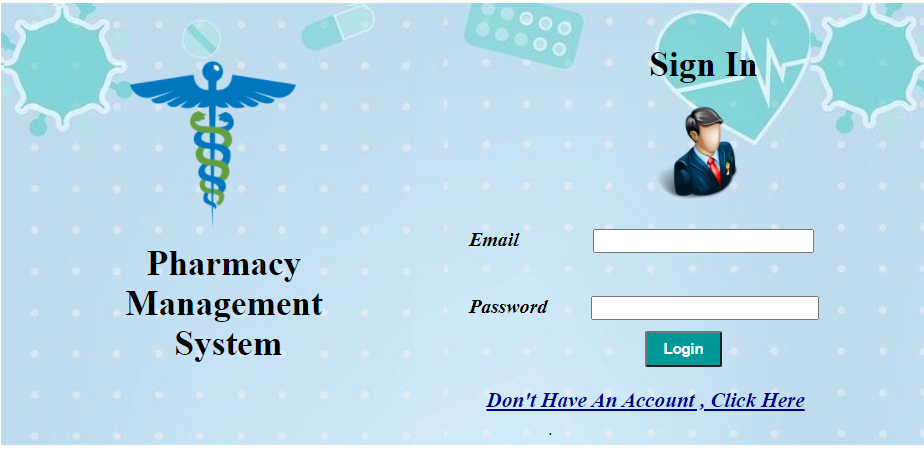 Pharmacy
Management
System
Sign In
Email
Password
Login
Don't Have An Account , Click Here
.